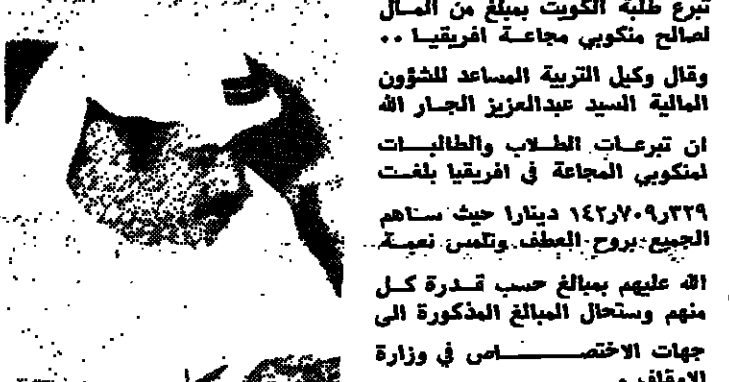 تبرع طلبة الكويت بمبلغ من المال
لصالح منكوبي مجاعة افريقيا ..
وقال وكيل التربية المساعد للشؤون
المالية السيد عبدالعزيز الجار الله
ان تبرعات الطلاب والطالبات
لمنكوبي المجاعة في افريقيا بلغت
١٤٢٫٧٠٩٫٣٢٩ دينارا حيث ساهم
الجميع بروح العطف وتلمس نعمة
الله عليهم بمبالغ حسب قدرة كل
منهم وستحال المبالغ المذكورة الى
جهات الاختصاص في وزارة
الاوقاف و